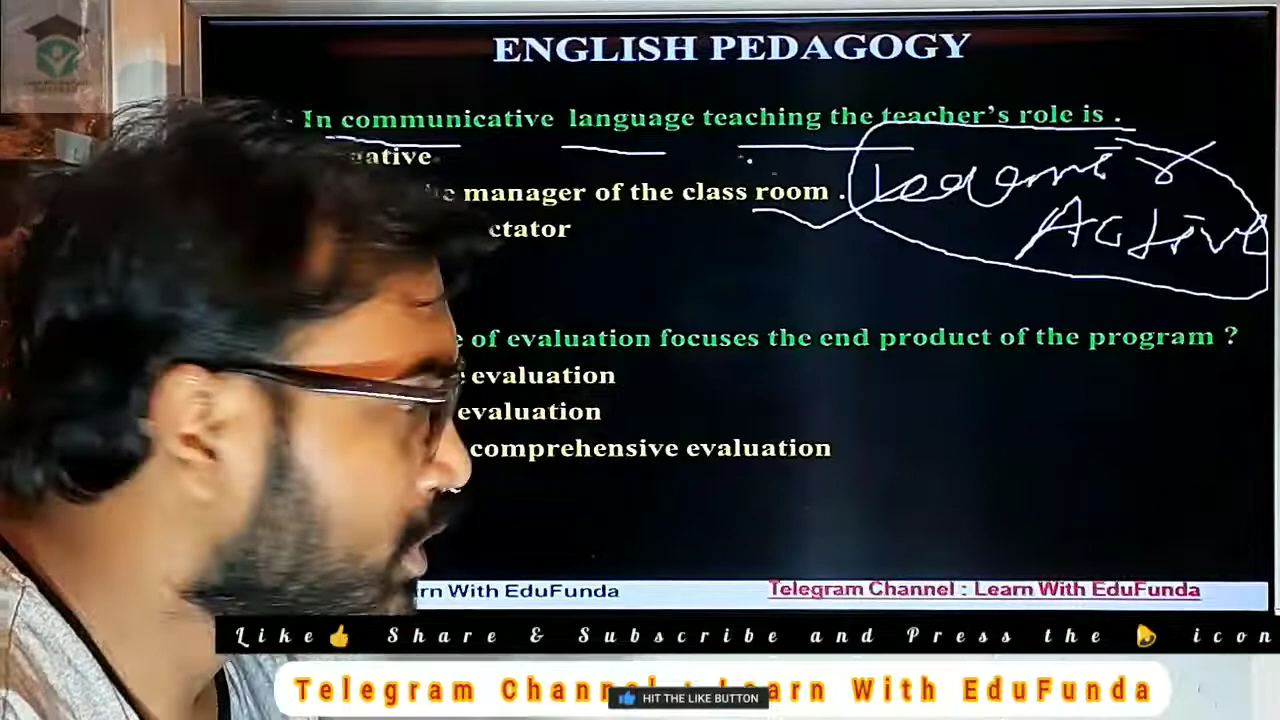 ENGLISH PEDAGOGY
In communicative language teaching the teacher's role is .
gative
manager of the class room .
ctator
Active
of evaluation focuses the end product of the program ?
evaluation
evaluation
comprehensive evaluation
rn With EduFunda
Telegram Channel : Learn With EduFunda
Like👍 Share & Subscribe and Press the 🔔 icon
Telegram Channel : Learn With EduFunda
HIT THE LIKE BUTTON